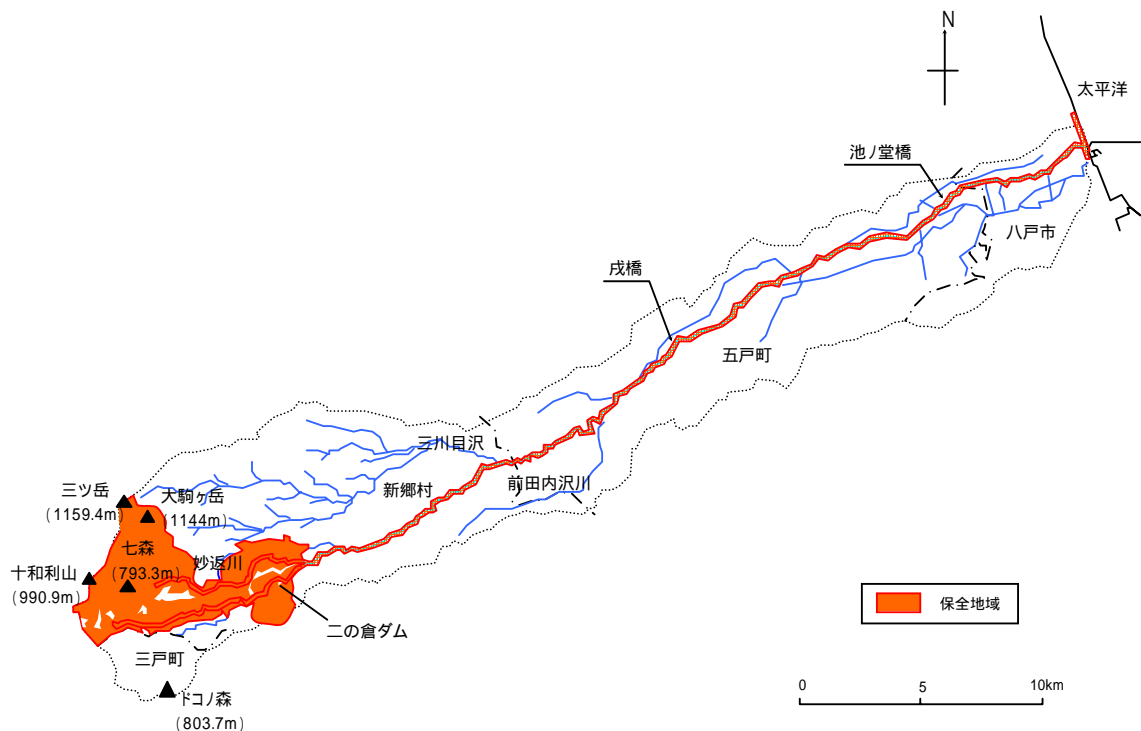 N
太平洋
池ノ堂橋
八戸市
戌橋
五戸町
三川目沢
前田内沢川
新郷村
三ツ岳
(1159.4m)
大駒ヶ岳
(1144m)
七森
(793.3m)
妙返川
十和利山
(990.9m)
二の倉ダム
三戸町
ドコノ森
(803.7m)
保全地域
0 5 10km